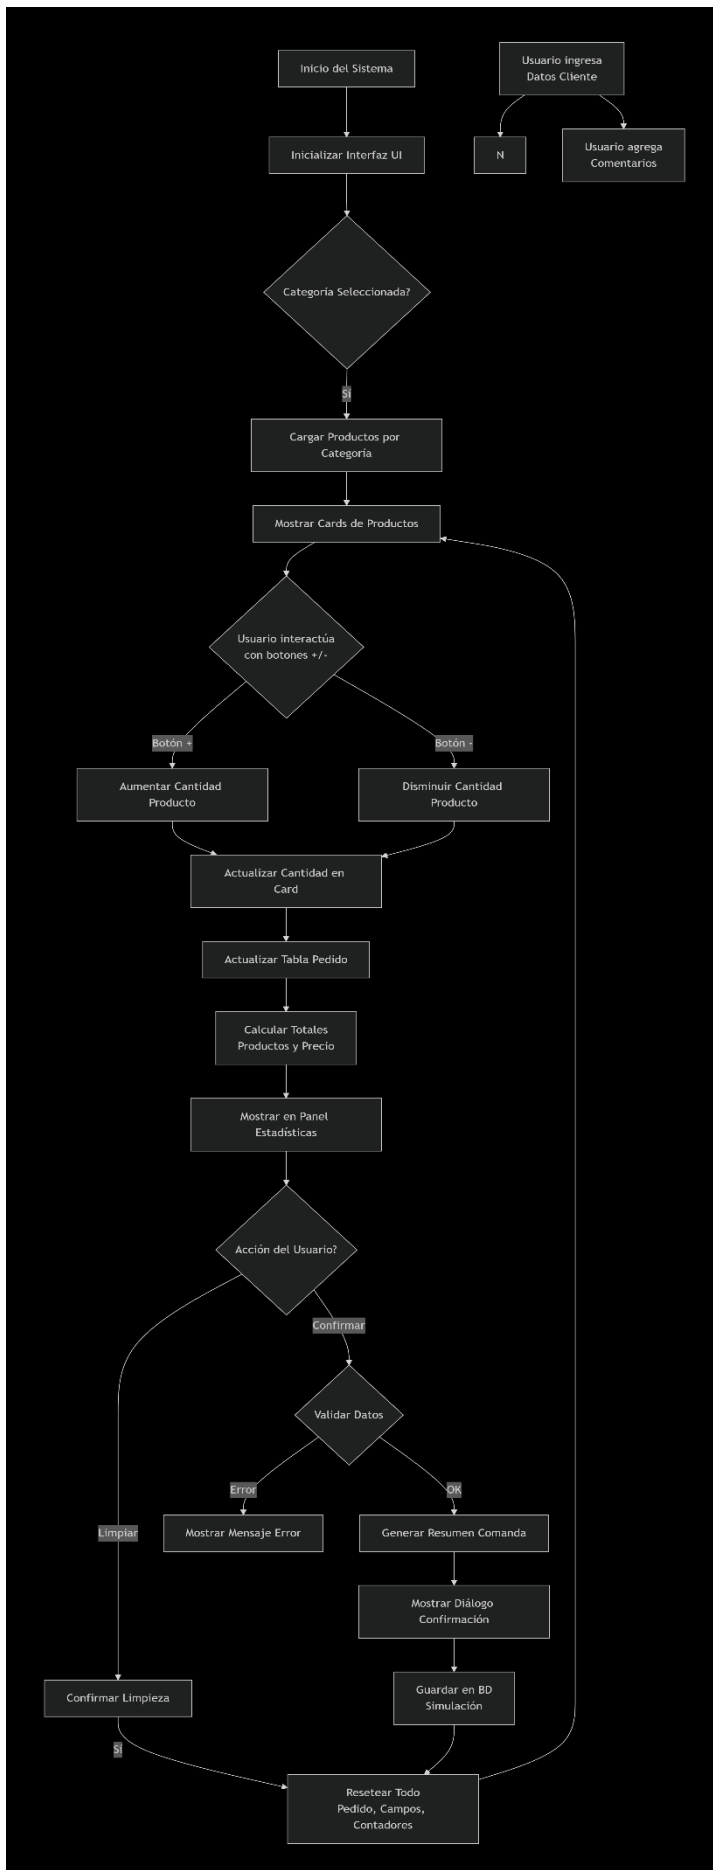 Inicio del Sistema
Usuario ingresa
Datos Cliente
Inicializar Interfaz UI
N
Usuario agrega
Comentarios
Categoría Seleccionada?
Sí
Cargar Productos por
Categoría
Mostrar Cards de Productos
Usuario interactúa
con botones +/-
Botón +
Botón -
Aumentar Cantidad
Producto
Disminuir Cantidad
Producto
Actualizar Cantidad en
Card
Actualizar Tabla Pedido
Calcular Totales
Productos y Precio
Mostrar en Panel
Estadísticas
Acción del Usuario?
Confirmar
Validar Datos
Error
OK
Limpiar
Mostrar Mensaje Error
Generar Resumen Comanda
Mostrar Diálogo
Confirmación
Confirmar Limpieza
Guardar en BD
Simulación
Sí
Resetear Todo
Pedido, Campos,
Contadores